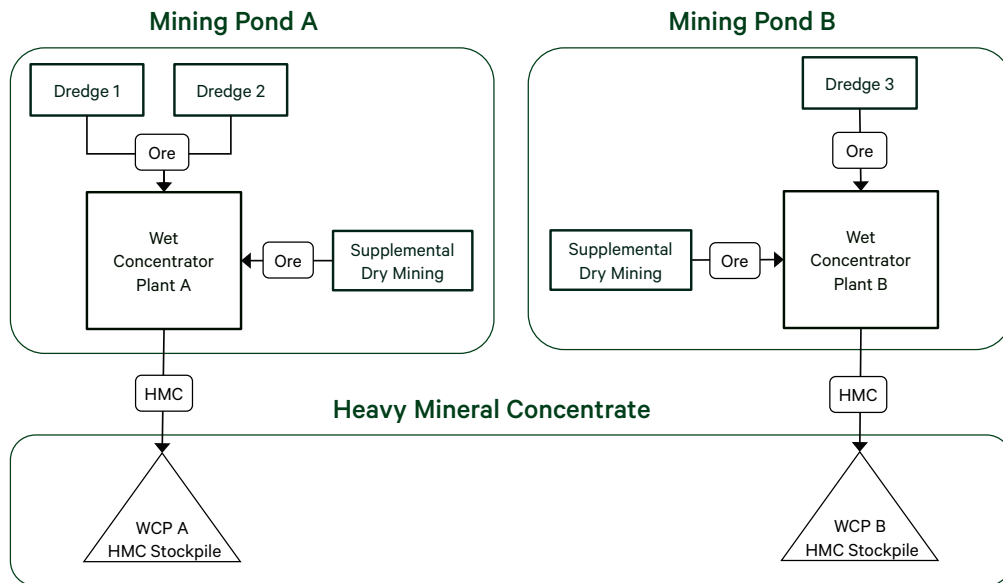 Mining Pond A
Mining Pond B
Dredge 1
Dredge 2
Dredge 3
Ore
Ore
Wet
Concentrator
Plant A
Ore
Supplemental
Dry Mining
Supplemental
Dry Mining
Ore
Wet
Concentrator
Plant B
HMC
HMC
Heavy Mineral Concentrate
WCP A
HMC Stockpile
WCP B
HMC Stockpile